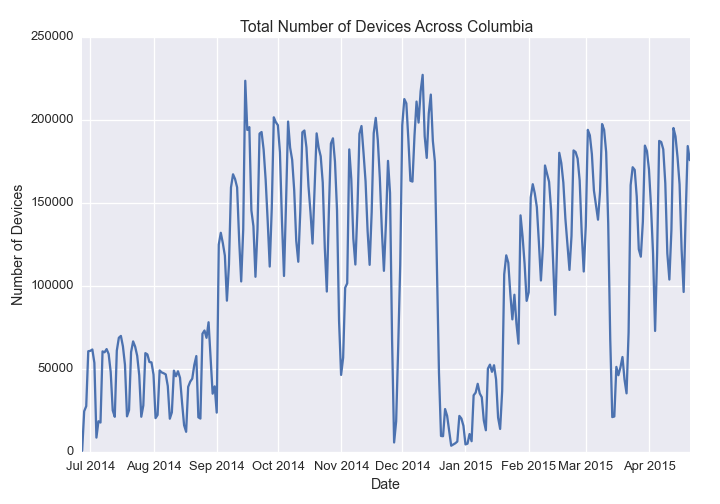 Total Number of Devices Across Columbia
250000
200000
150000
100000
50000
0
Number of Devices
Jul 2014 Aug 2014 Sep 2014 Oct 2014 Nov 2014 Dec 2014 Jan 2015 Feb 2015 Mar 2015 Apr 2015
Date